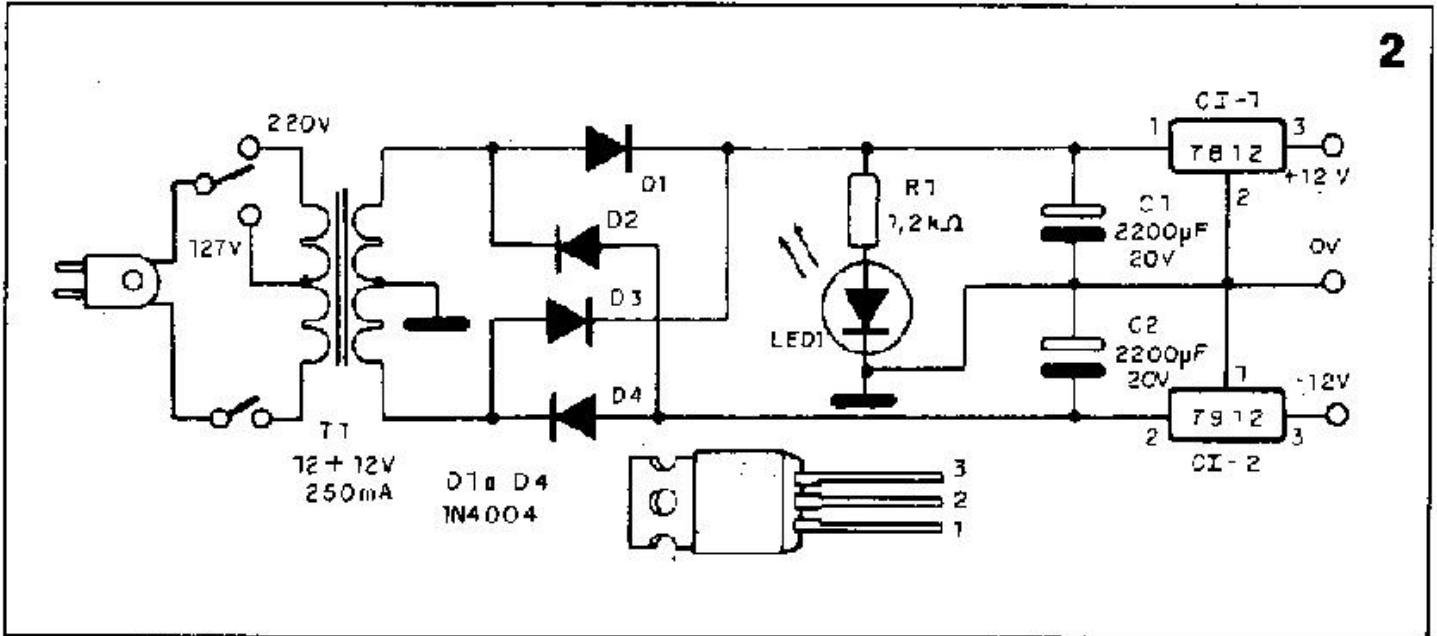 2
220V
127V
T1
12 + 12V
250mA
D1
D2
D3
D4
D1 a D4
1N4004
R1
1,2kΩ
LED1
C1
2200µF
20V
C2
2200µF
20V
CI-1
1
7812
3
+12 V
2
0V
1
-12V
7912
2
3
CI-2
3
2
1